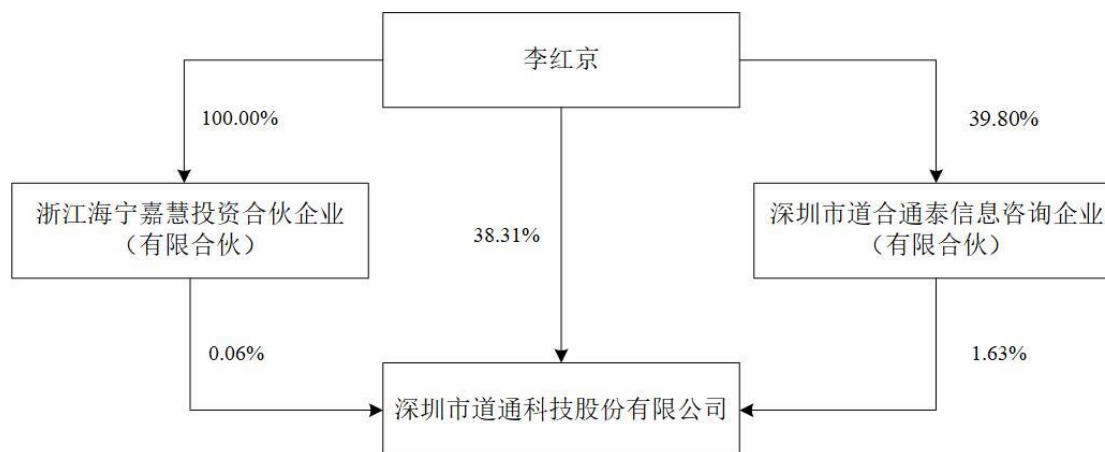 李红京
100.00%
39.80%
浙江海宁嘉慧投资合伙企业
（有限合伙）
38.31%
深圳市道合通泰信息咨询企业
（有限合伙）
0.06%
1.63%
深圳市道通科技股份有限公司